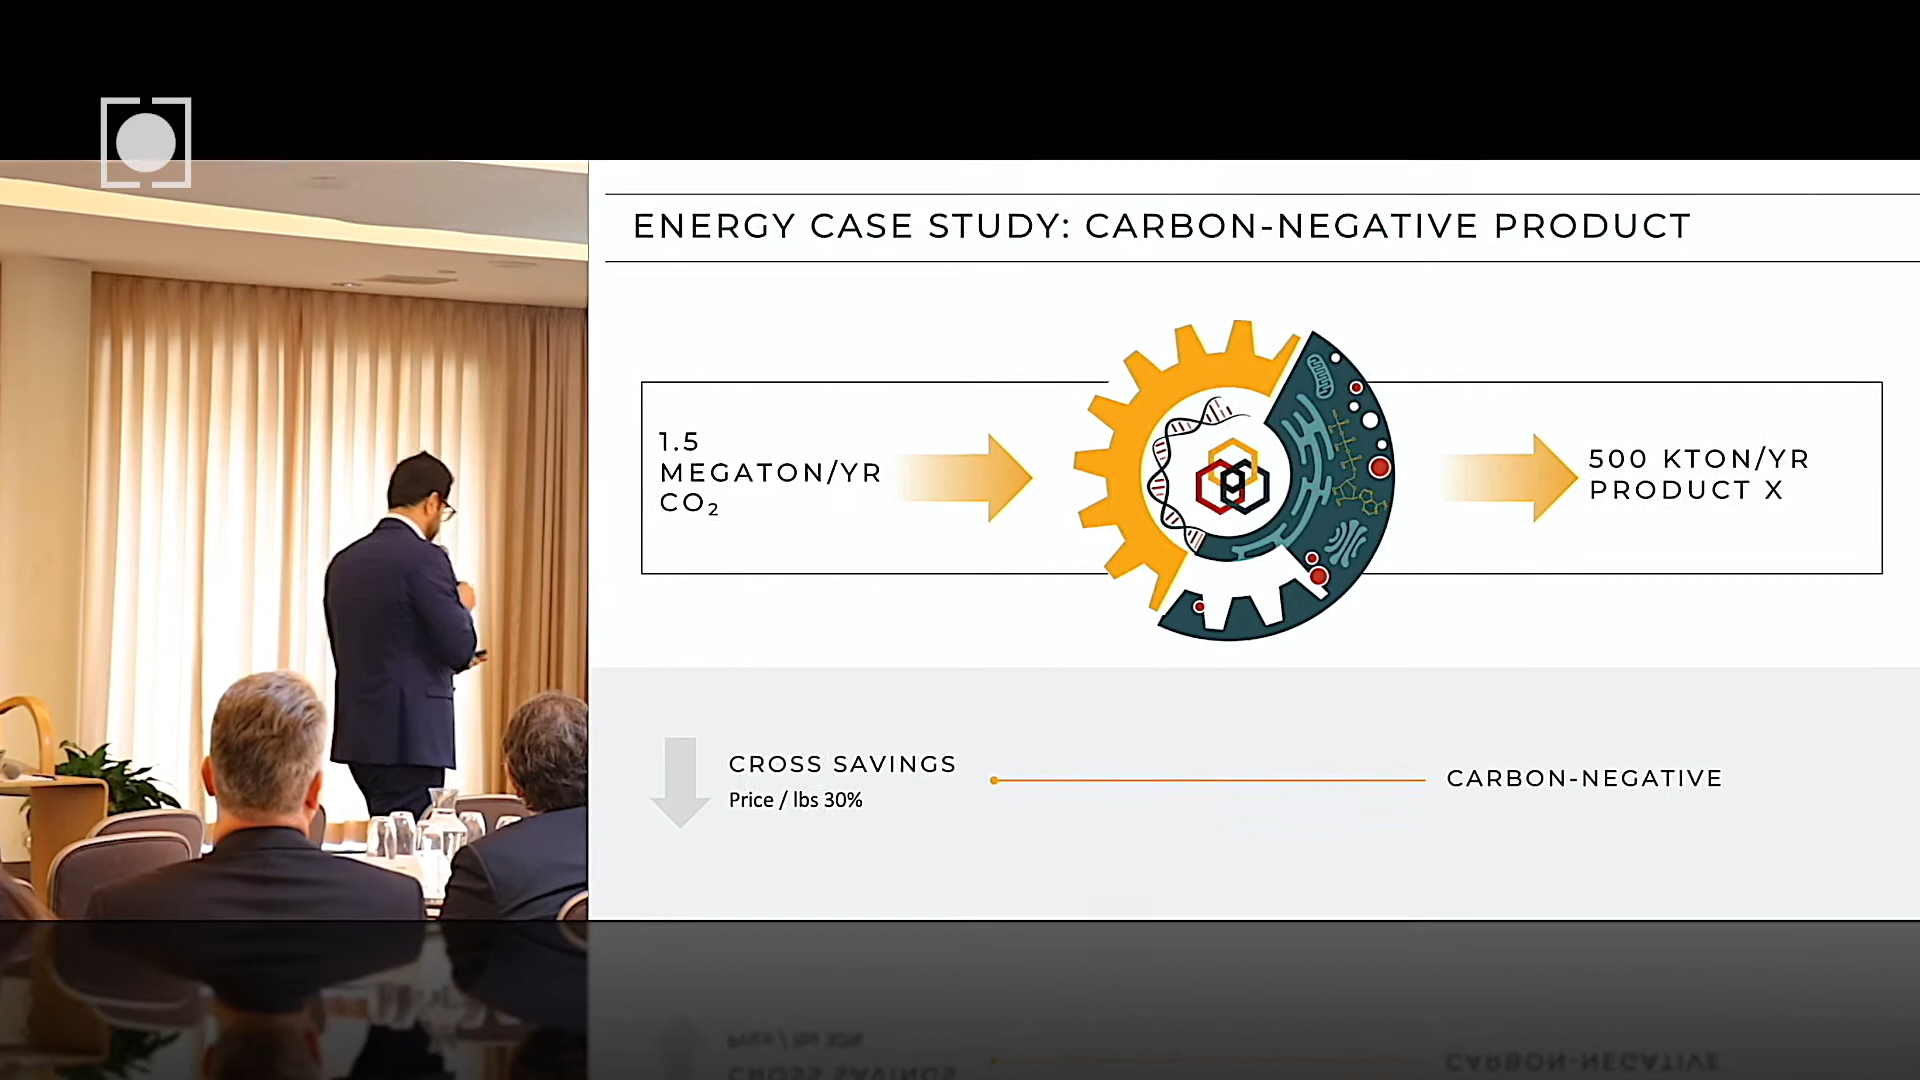 ENERGY CASE STUDY: CARBON-NEGATIVE PRODUCT
1.5
MEGATON/YR
CO₂
500 KTON/YR
PRODUCT X
CROSS SAVINGS
Price / lbs 30%
CARBON-NEGATIVE